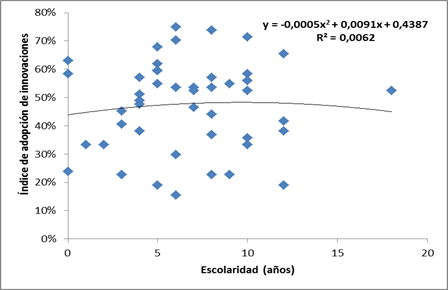 y = -0,0005x² + 0,0091x + 0,4387
R² = 0,0062
80%
70%
60%
50%
40%
30%
20%
10%
0%
Índice de adopción de innovaciones
0 5 10 15 20
Escolaridad (años)